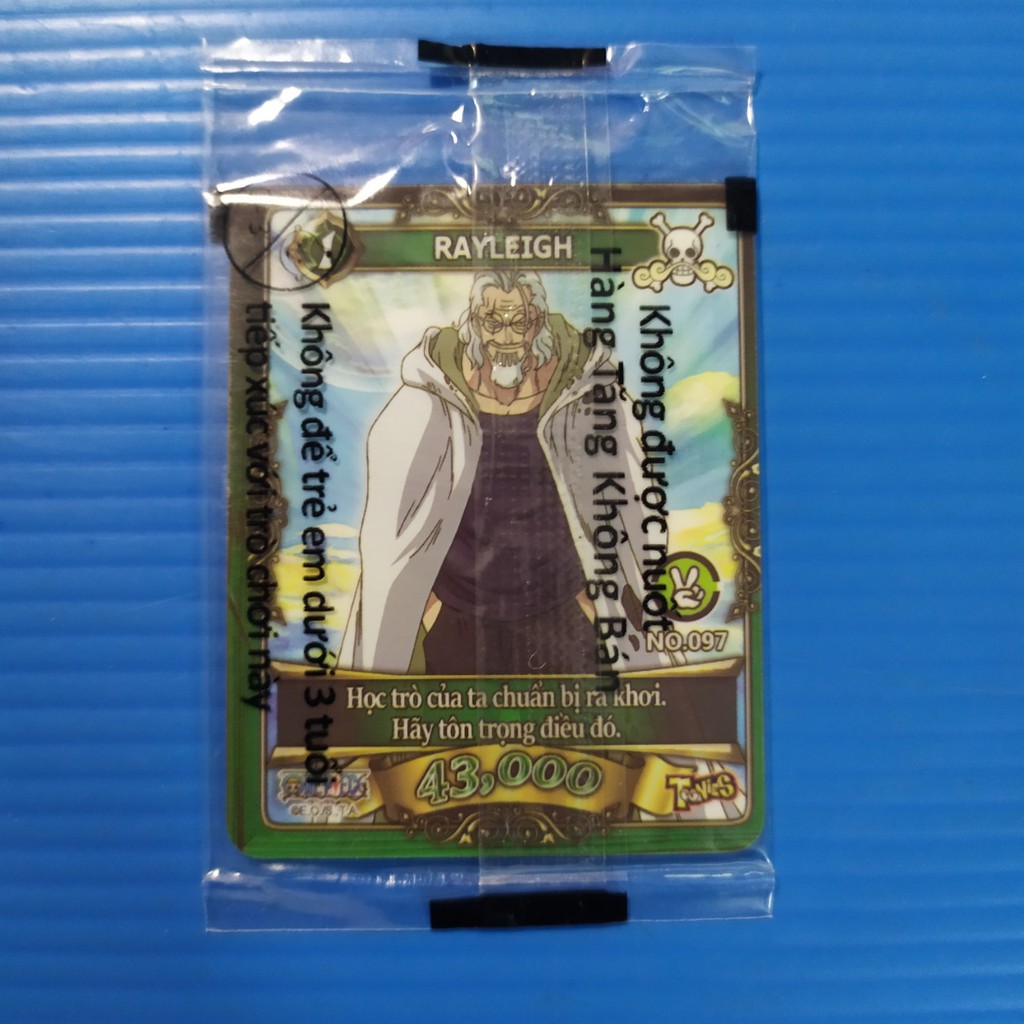 RAYLEIGH
Không được nuốt
Hàng Tặng Không Bán
Không để trẻ em dưới 3 tuổi
tiếp xúc với trò chơi này
NO.097
Học trò của ta chuẩn bị ra khơi.
Hãy tôn trọng điều đó.
43,000